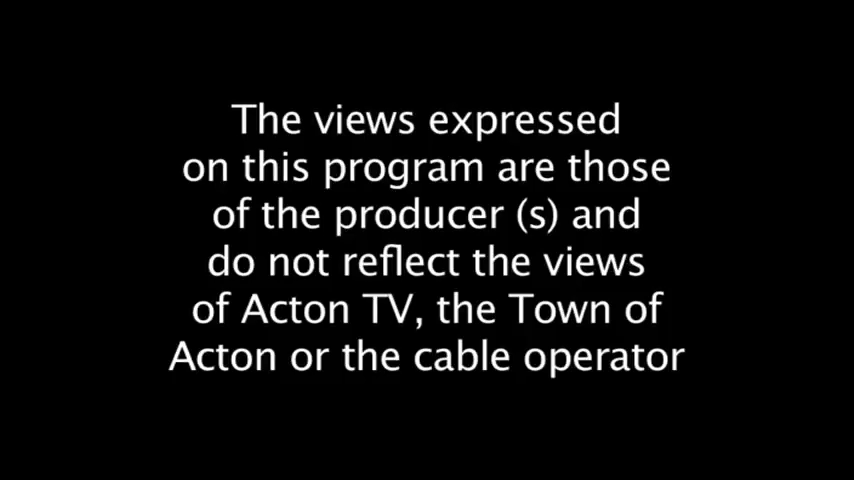 The views expressed
on this program are those
of the producer (s) and
do not reflect the views
of Acton TV, the Town of
Acton or the cable operator